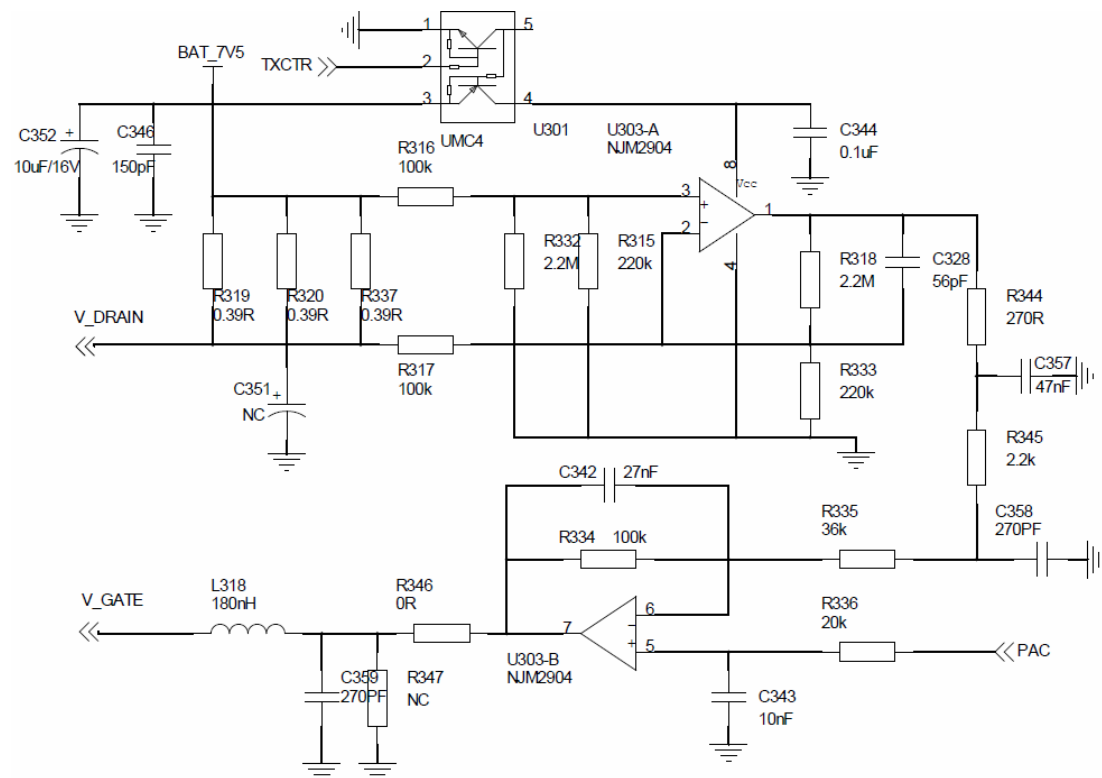 1
5
BAT_7V5
TXCTR
2
3
4
C352
+
10uF/16V
C346
150pF
UMC4
U301
U303-A
NJM2904
C344
0.1uF
R316
100k
8
Vcc
3
+
2
−
1
4
R332
2.2M
R315
220k
R318
2.2M
C328
56pF
R319
0.39R
R320
0.39R
R337
0.39R
R344
270R
V_DRAIN
R317
100k
C357
47nF
R333
220k
C351
+
NC
R345
2.2k
C342
27nF
R334
100k
R335
36k
C358
270PF
L318
180nH
V_GATE
R346
0R
R336
20k
7
6
−
+
5
PAC
U303-B
NJM2904
C359
270PF
R347
NC
C343
10nF